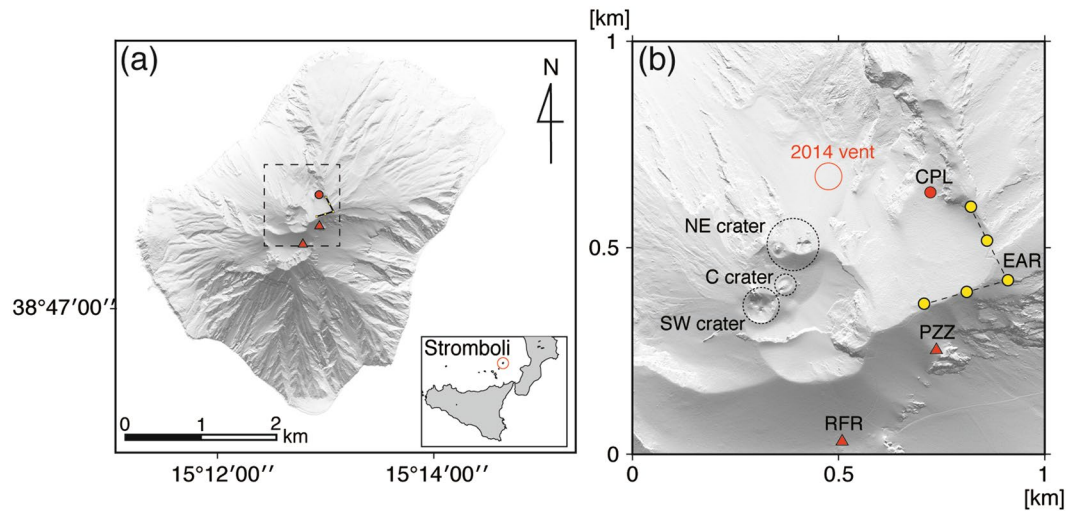 (a)
N
38°47′00′′
Stromboli
0 1 2
km
15°12′00′′ 15°14′00′′
[km]
1
(b)
2014 vent
CPL
NE crater
0.5
EAR
C crater
SW crater
PZZ
RFR
0
0 0.5 1
[km]